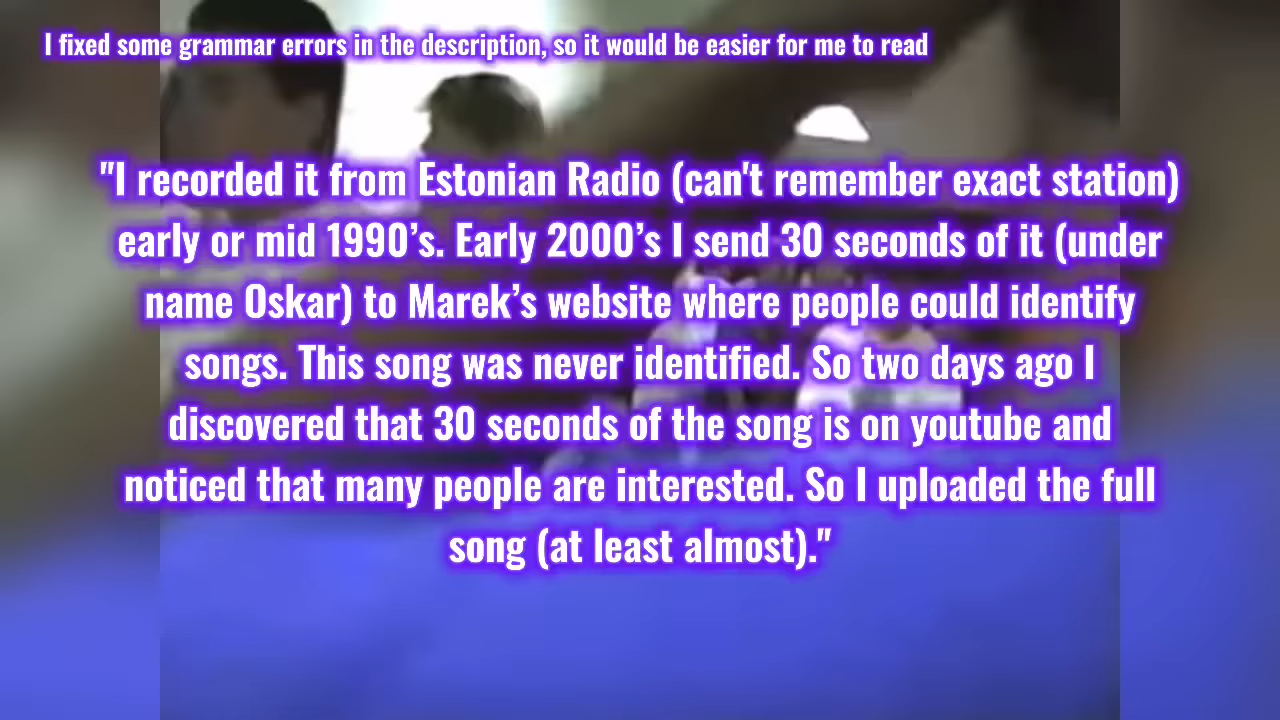 I fixed some grammar errors in the description, so it would be easier for me to read
"I recorded it from Estonian Radio (can't remember exact station)
early or mid 1990’s. Early 2000’s I send 30 seconds of it (under
name Oskar) to Marek’s website where people could identify
songs. This song was never identified. So two days ago I
discovered that 30 seconds of the song is on youtube and
noticed that many people are interested. So I uploaded the full
song (at least almost)."